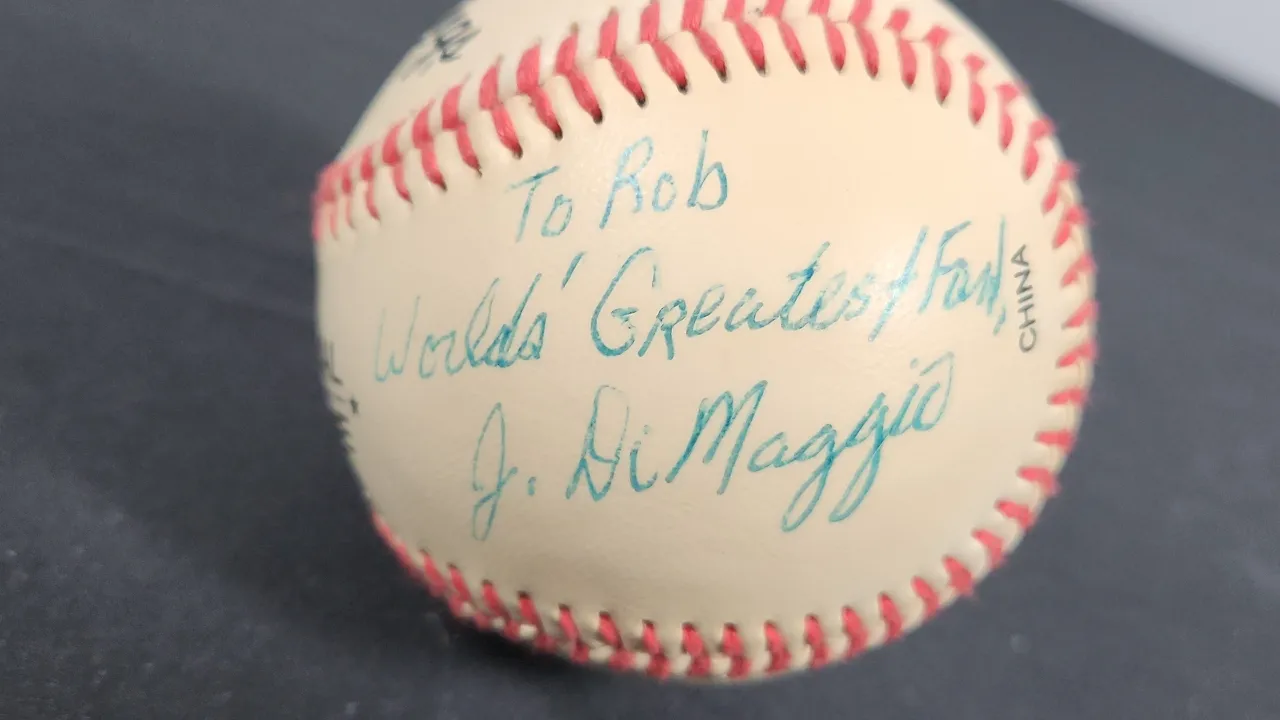 To Rob
Worlds' Greatest Fan,
J. DiMaggio
CHINA